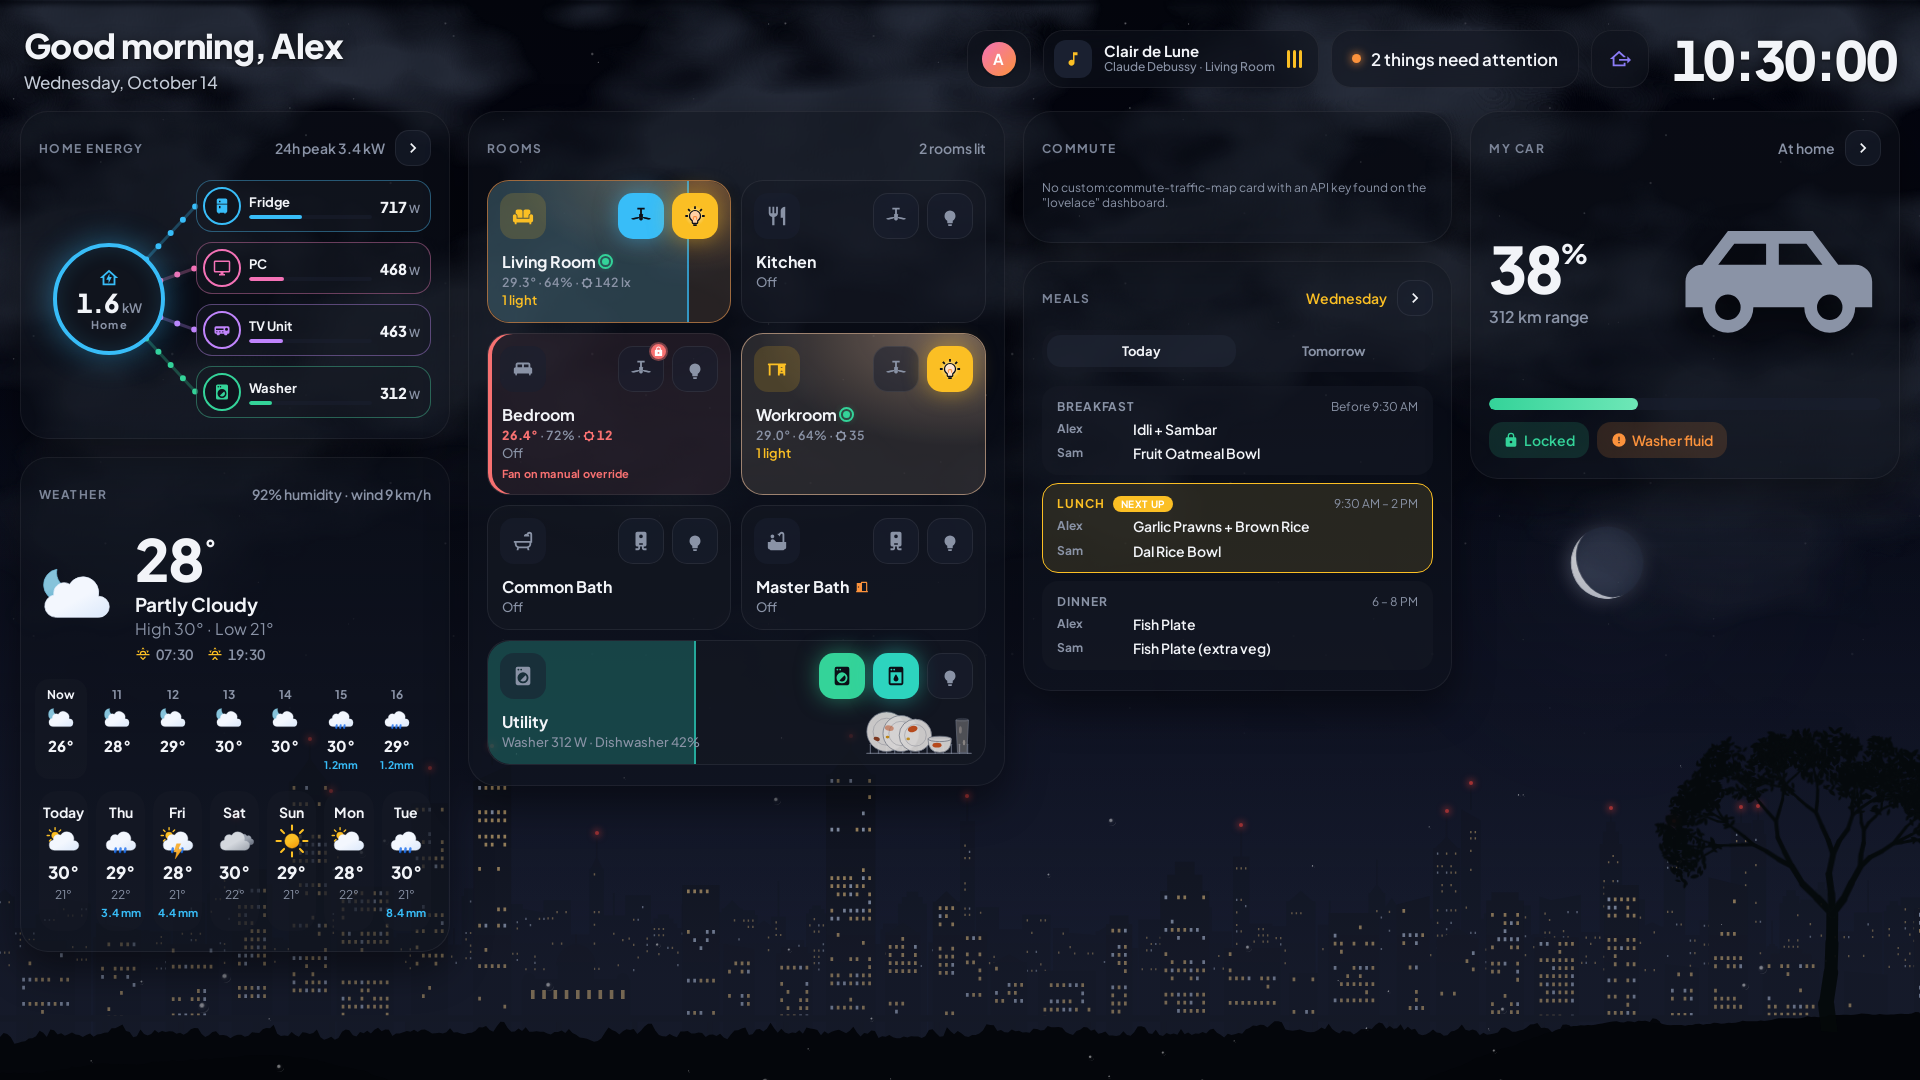 Good morning, Alex
Wednesday, October 14
A
Clair de Lune
Claude Debussy · Living Room
2 things need attention
10:30:00
HOME ENERGY
24h peak 3.4 kW
1.6 kW
Home
Fridge
717 W
PC
468 W
TV Unit
463 W
Washer
312 W
WEATHER
92% humidity · wind 9 km/h
28°
Partly Cloudy
High 30° · Low 21°
07:30 19:30
Now 11 12 13 14 15 16
26° 28° 29° 30° 30° 30° 29°
1.2mm 1.2mm
Today Thu Fri Sat Sun Mon Tue
30° 29° 28° 30° 29° 28° 30°
21° 22° 21° 22° 21° 22° 21°
3.4mm 4.4mm 8.4mm
ROOMS
2 rooms lit
Living Room
29.3° · 64% · 142 lx
1 light
Kitchen
Off
Bedroom
26.4° · 72% · 12
Off
Fan on manual override
Workroom
29.0° · 64% · 35
1 light
Common Bath
Off
Master Bath
Off
Utility
Washer 312 W · Dishwasher 42%
COMMUTE
No custom:commute-traffic-map card with an API key found on the
"lovelace" dashboard.
MEALS
Wednesday
Today Tomorrow
BREAKFAST Before 9:30 AM
Alex Idli + Sambar
Sam Fruit Oatmeal Bowl
LUNCH NEXT UP 9:30 AM – 2 PM
Alex Garlic Prawns + Brown Rice
Sam Dal Rice Bowl
DINNER 6 – 8 PM
Alex Fish Plate
Sam Fish Plate (extra veg)
MY CAR
At home
38%
312 km range
Locked
Washer fluid